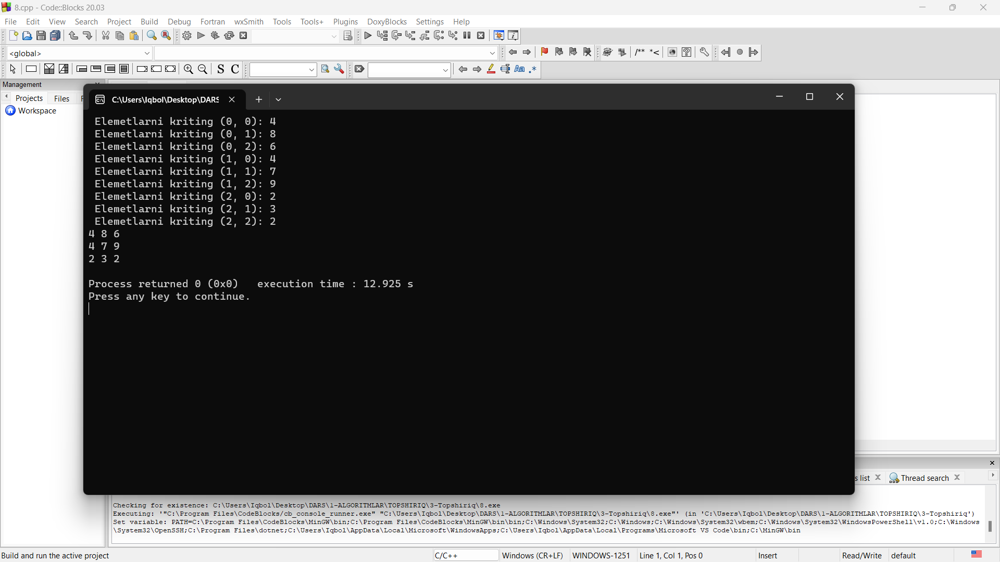 8.cpp - Code::Blocks 20.03
File Edit View Search Project Build Debug Fortran wxSmith Tools Tools+ Plugins DoxyBlocks Settings Help
<global>
/** *<
S C
Aa .*
Management
Projects Files
Workspace
C:\Users\Iqbol\Desktop\DARS
Elemetlarni kriting (0, 0): 4
Elemetlarni kriting (0, 1): 8
Elemetlarni kriting (0, 2): 6
Elemetlarni kriting (1, 0): 4
Elemetlarni kriting (1, 1): 7
Elemetlarni kriting (1, 2): 9
Elemetlarni kriting (2, 0): 2
Elemetlarni kriting (2, 1): 3
Elemetlarni kriting (2, 2): 2
4 8 6
4 7 9
2 3 2
Process returned 0 (0x0)   execution time : 12.925 s
Press any key to continue.
s list Thread search
Checking for existence: C:\Users\Iqbol\Desktop\DARS\1-ALGORITMLAR\TOPSHIRIQ\3-Topshiriq\8.exe
Executing: '"C:\Program Files\CodeBlocks/cb_console_runner.exe" "C:\Users\Iqbol\Desktop\DARS\1-ALGORITMLAR\TOPSHIRIQ\3-Topshiriq\8.exe"' (in 'C:\Users\Iqbol\Desktop\DARS\1-ALGORITMLAR\TOPSHIRIQ\3-Topshiriq')
Set variable: PATH=C:\Program Files\CodeBlocks\MinGW\bin;C:\Program Files\CodeBlocks\MinGW\bin\bin;C:\Windows\System32;C:\Windows;C:\Windows\System32\wbem;C:\Windows\System32\WindowsPowerShell\v1.0;C:\Windows
\System32\OpenSSH;C:\Program Files\dotnet;C:\Users\Iqbol\AppData\Local\Microsoft\WindowsApps;C:\Users\Iqbol\AppData\Local\Programs\Microsoft VS Code\bin;C:\MinGW\bin
Build and run the active project C/C++ Windows (CR+LF) WINDOWS-1251 Line 1, Col 1, Pos 0 Insert Read/Write default